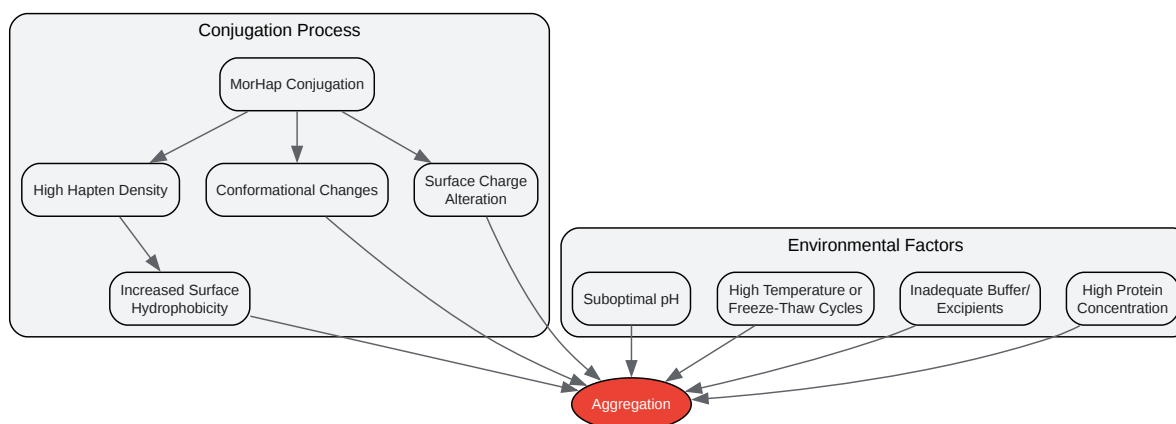 Conjugation Process
MorHap Conjugation
High Hapten Density
Conformational Changes
Surface Charge
Alteration
Increased Surface
Hydrophobicity
Environmental Factors
Suboptimal pH
High Temperature or
Freeze-Thaw Cycles
Inadequate Buffer/
Excipients
High Protein
Concentration
Aggregation